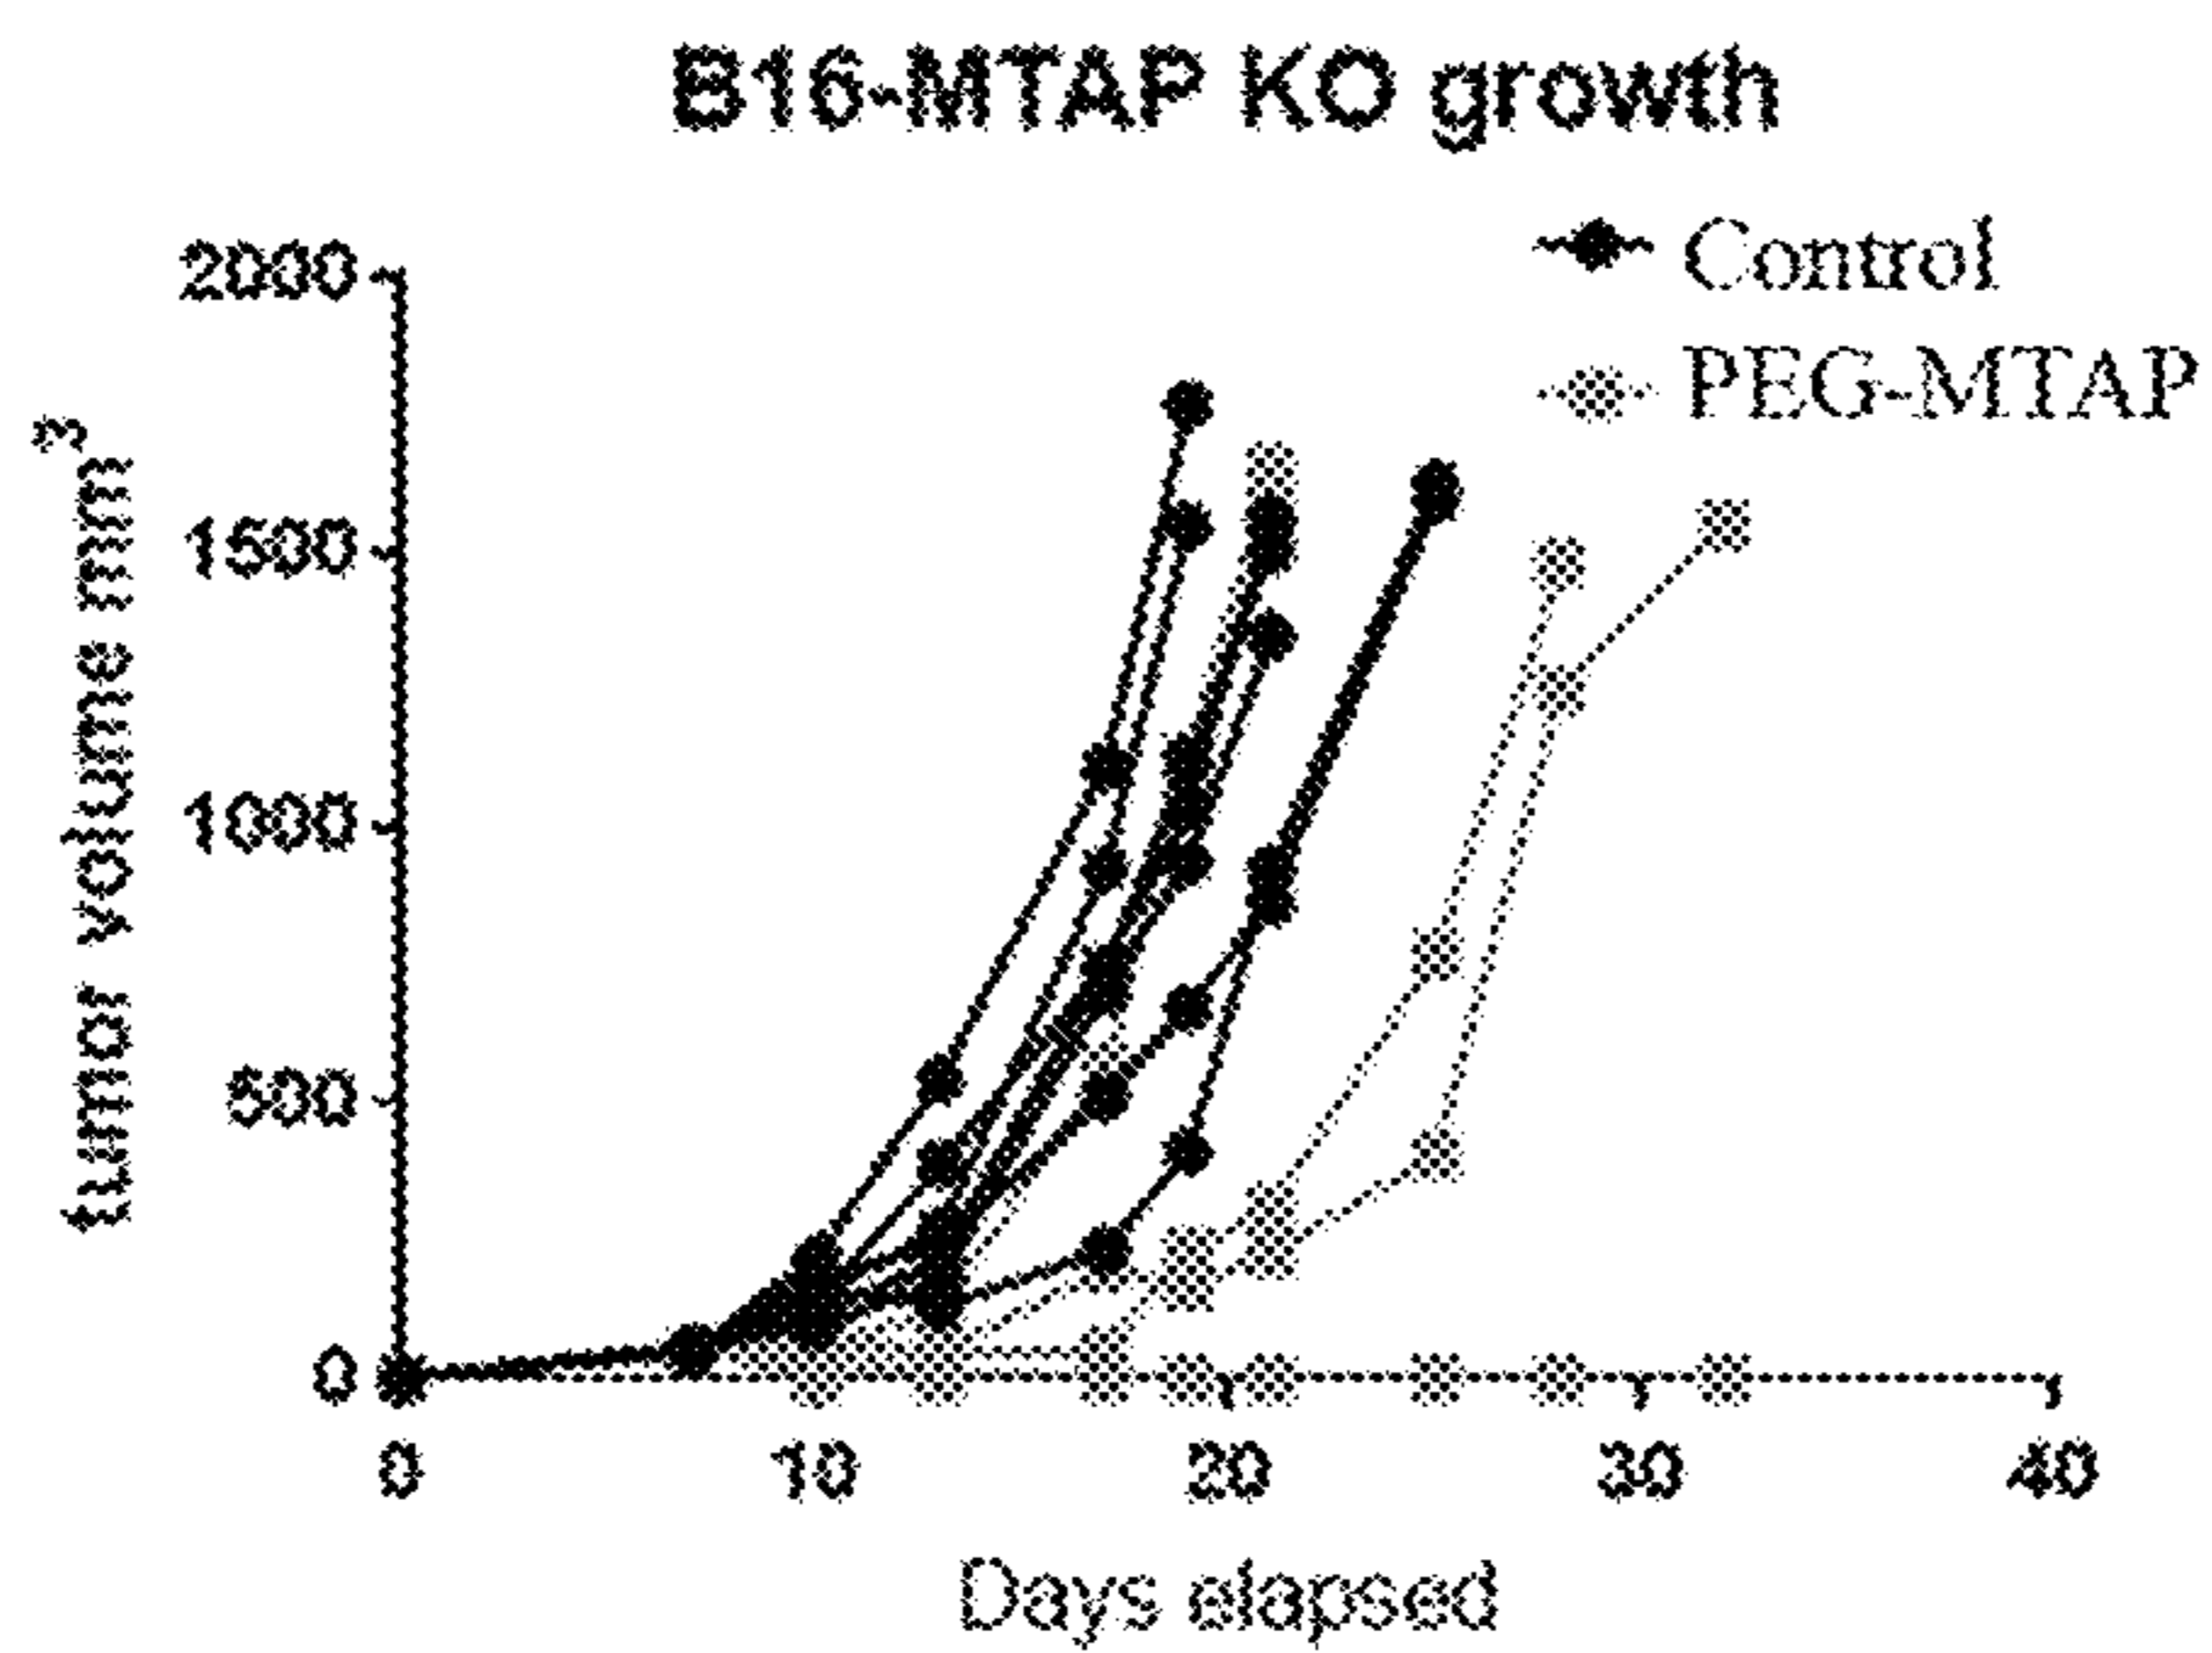 B16-MTAP KO growth
Control
PEG-MTAP
tumor volume mm³
2000
1500
1000
500
0
0 10 20 30 40
Days elapsed